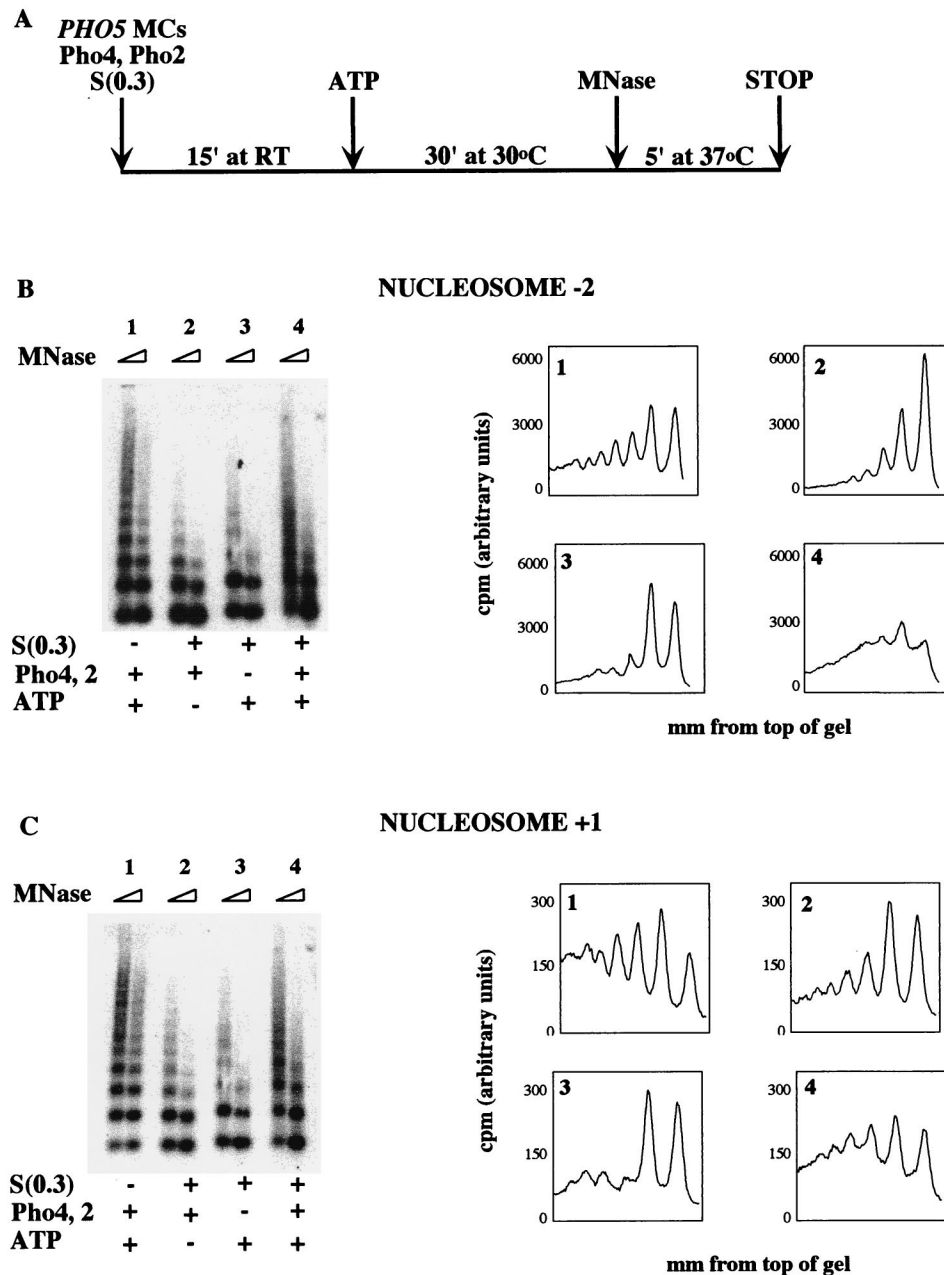 A
PHO5 MCs
Pho4, Pho2
S(0.3)
ATP
MNase
STOP
15' at RT
30' at 30oC
5' at 37oC
B
NUCLEOSOME -2
1 2 3 4
MNase
S(0.3) - + + +
Pho4, 2 + + - +
ATP + - + +
cpm (arbitrary units)
6000
3000
0
1
6000
3000
0
2
6000
3000
0
3
6000
3000
0
4
mm from top of gel
C
NUCLEOSOME +1
1 2 3 4
MNase
S(0.3) - + + +
Pho4, 2 + + - +
ATP + - + +
cpm (arbitrary units)
300
150
0
1
300
150
0
2
300
150
0
3
300
150
0
4
mm from top of gel